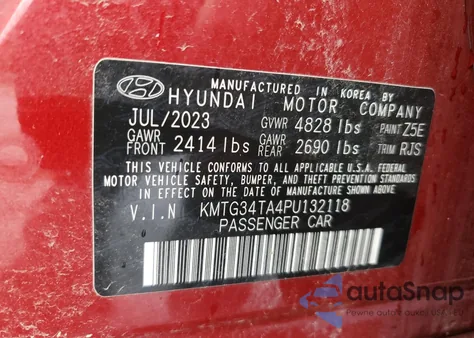 MANUFACTURED IN KOREA BY
HYUNDAI MOTOR COMPANY
JUL/2023 GVWR 4828 lbs PAINT Z5E
GAWR FRONT 2414 lbs GAWR REAR 2690 lbs TRIM RJS
THIS VEHICLE CONFORMS TO ALL APPLICABLE U.S.A. FEDERAL
MOTOR VEHICLE SAFETY, BUMPER, AND THEFT PREVENTION STANDARDS
IN EFFECT ON THE DATE OF MANUFACTURE SHOWN ABOVE.
V.I.N KMTG34TA4PU132118
PASSENGER CAR
autoSnap